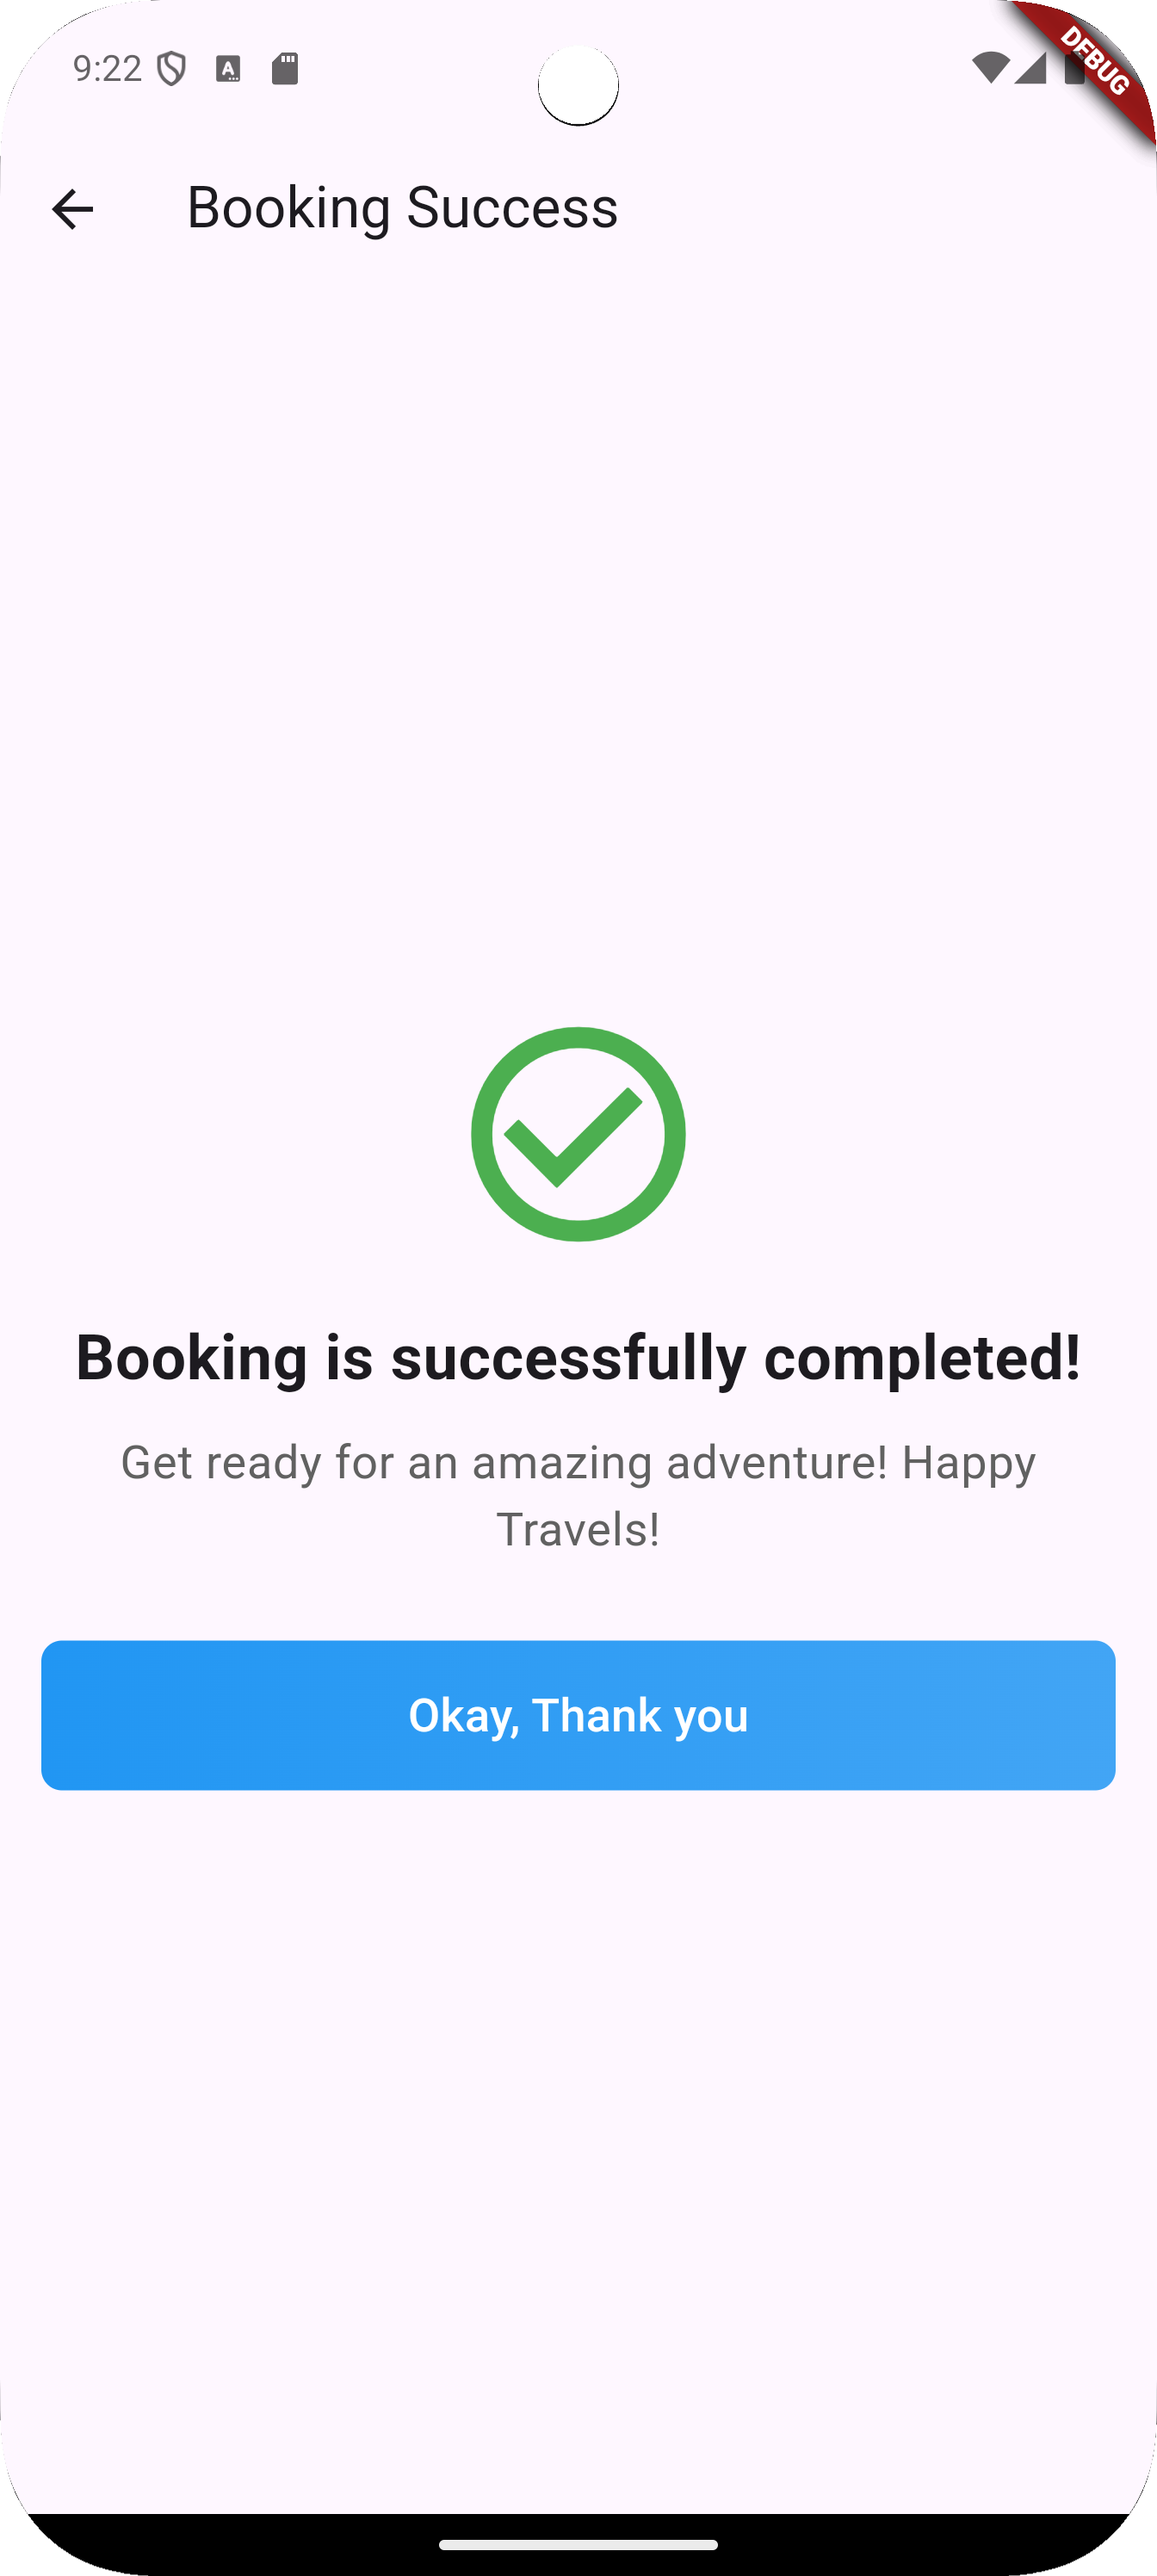 9:22
DEBUG
Booking Success
Booking is successfully completed!
Get ready for an amazing adventure! Happy
Travels!
Okay, Thank you